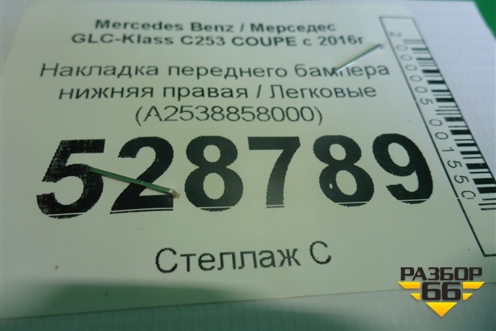 Mercedes Benz / Мерседес
GLC-Klass C253 COUPE с 2016г
Накладка переднего бампера
нижняя правая / Легковые
(A2538858000)
528789
Стеллаж С
2000005001550
РАЗБОР
66